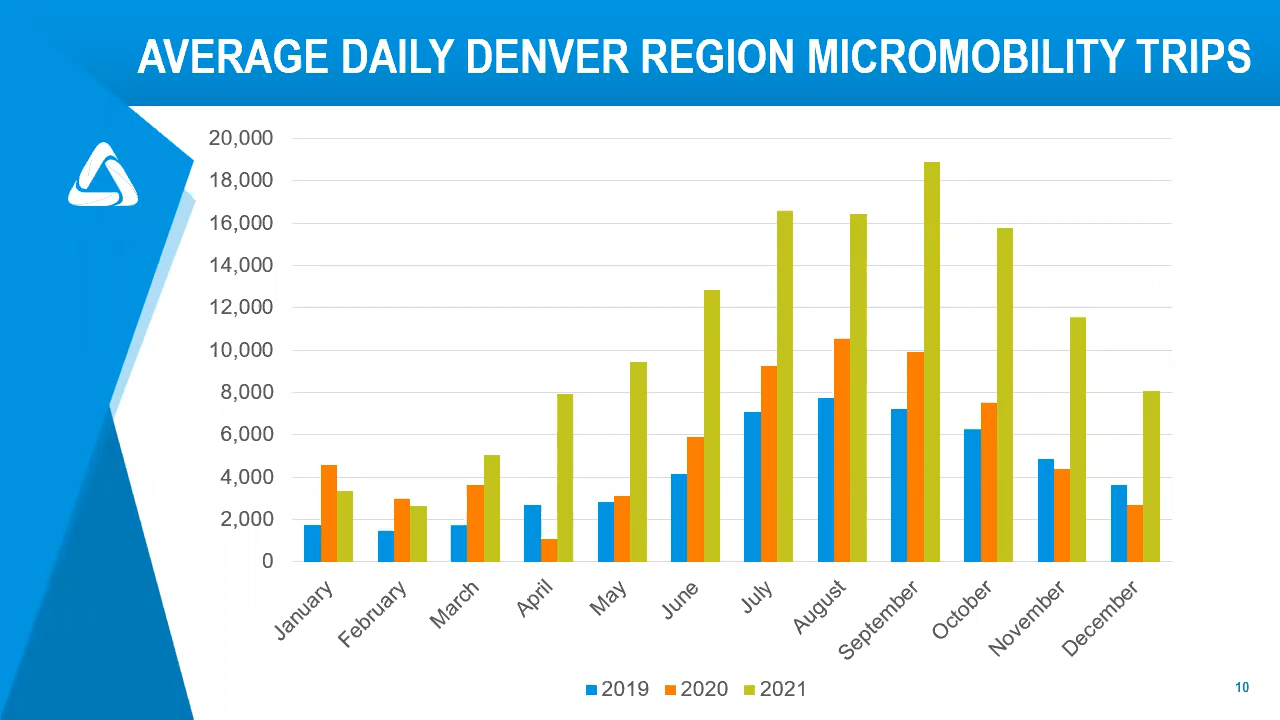 AVERAGE DAILY DENVER REGION MICROMOBILITY TRIPS
20,000
18,000
16,000
14,000
12,000
10,000
8,000
6,000
4,000
2,000
0
January
February
March
April
May
June
July
August
September
October
November
December
2019 2020 2021
10